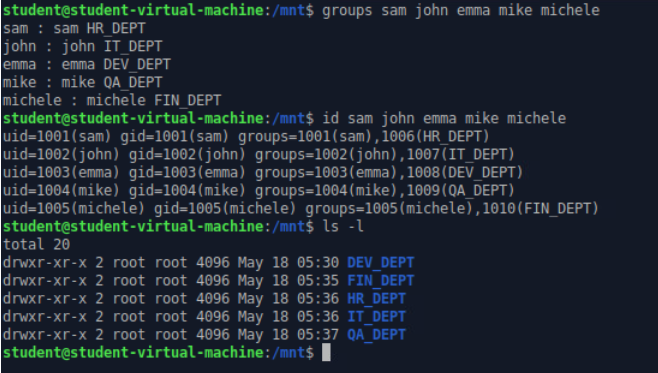 student@student-virtual-machine:/mnt$ groups sam john emma mike michele
sam : sam HR_DEPT
john : john IT_DEPT
emma : emma DEV_DEPT
mike : mike QA_DEPT
michele : michele FIN_DEPT
student@student-virtual-machine:/mnt$ id sam john emma mike michele
uid=1001(sam) gid=1001(sam) groups=1001(sam),1006(HR_DEPT)
uid=1002(john) gid=1002(john) groups=1002(john),1007(IT_DEPT)
uid=1003(emma) gid=1003(emma) groups=1003(emma),1008(DEV_DEPT)
uid=1004(mike) gid=1004(mike) groups=1004(mike),1009(QA_DEPT)
uid=1005(michele) gid=1005(michele) groups=1005(michele),1010(FIN_DEPT)
student@student-virtual-machine:/mnt$ ls -l
total 20
drwxr-xr-x 2 root root 4096 May 18 05:30 DEV_DEPT
drwxr-xr-x 2 root root 4096 May 18 05:35 FIN_DEPT
drwxr-xr-x 2 root root 4096 May 18 05:36 HR_DEPT
drwxr-xr-x 2 root root 4096 May 18 05:36 IT_DEPT
drwxr-xr-x 2 root root 4096 May 18 05:37 QA_DEPT
student@student-virtual-machine:/mnt$